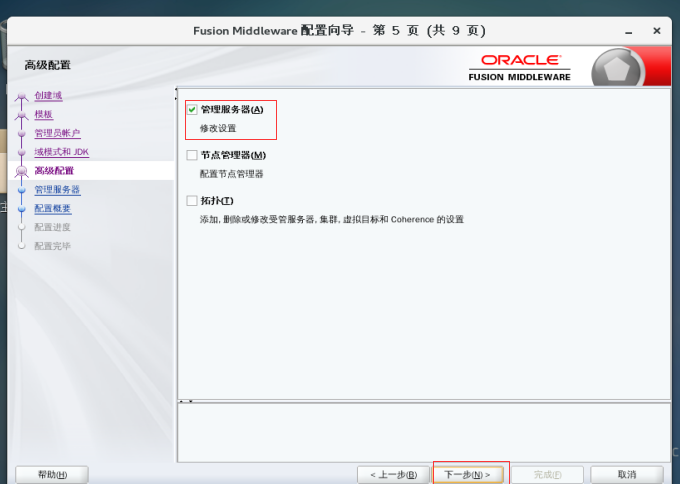 Fusion Middleware 配置向导 - 第 5 页 (共 9 页)
高级配置
ORACLE
FUSION MIDDLEWARE
创建域
模板
管理员帐户
域模式和 JDK
高级配置
管理服务器
配置概要
配置进度
配置完毕
管理服务器(A)
修改设置
节点管理器(M)
配置节点管理器
拓扑(T)
添加, 删除或修改受管服务器, 集群, 虚拟目标和 Coherence 的设置
帮助(H)
< 上一步(B)
下一步(N) >
完成(F)
取消